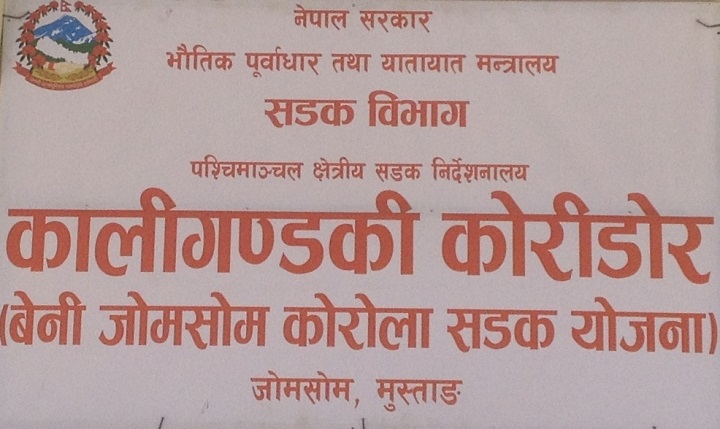 नेपाल सरकार
भौतिक पूर्वाधार तथा यातायात मन्त्रालय
सडक विभाग
पश्चिमाञ्चल क्षेत्रीय सडक निर्देशनालय
कालीगण्डकी कोरीडोर
(बेनी जोमसोम कोरोला सडक योजना)
जोमसोम, मुस्ताङ